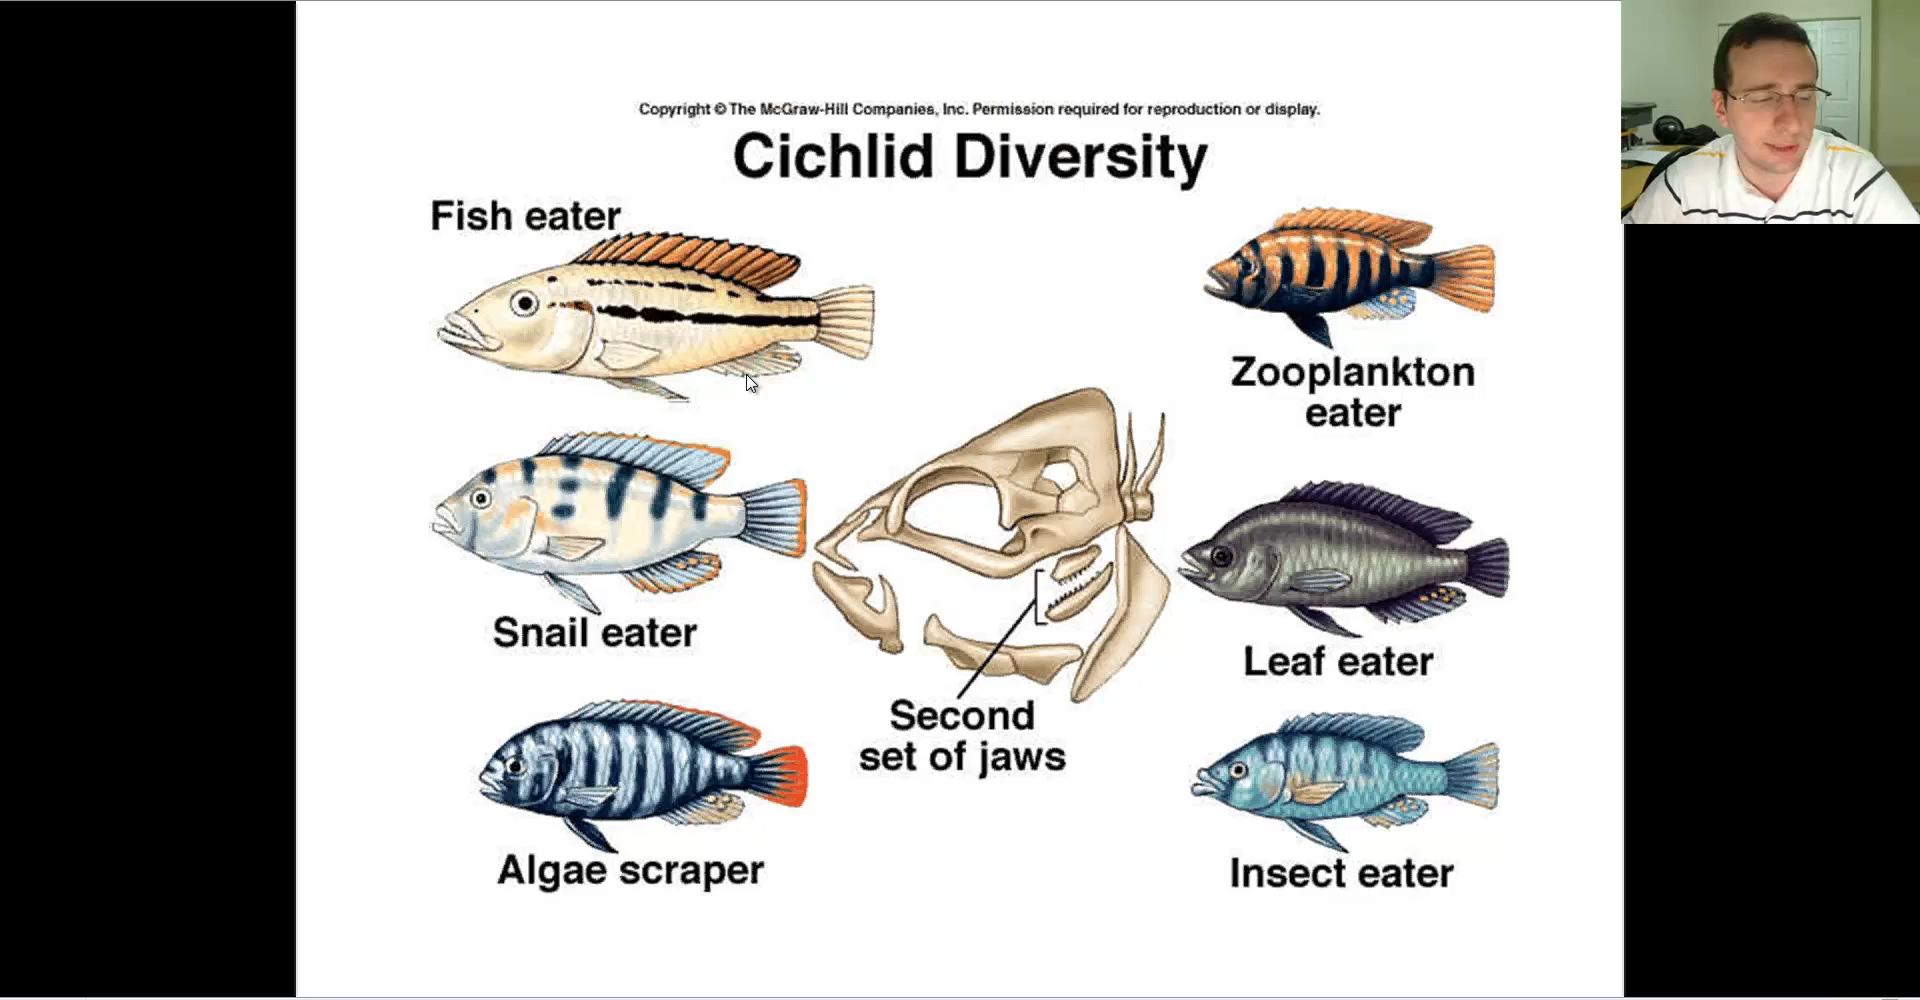 Copyright © The McGraw-Hill Companies, Inc. Permission required for reproduction or display.
Cichlid Diversity
Fish eater
Zooplankton
eater
Snail eater
Leaf eater
Second
set of jaws
Algae scraper
Insect eater